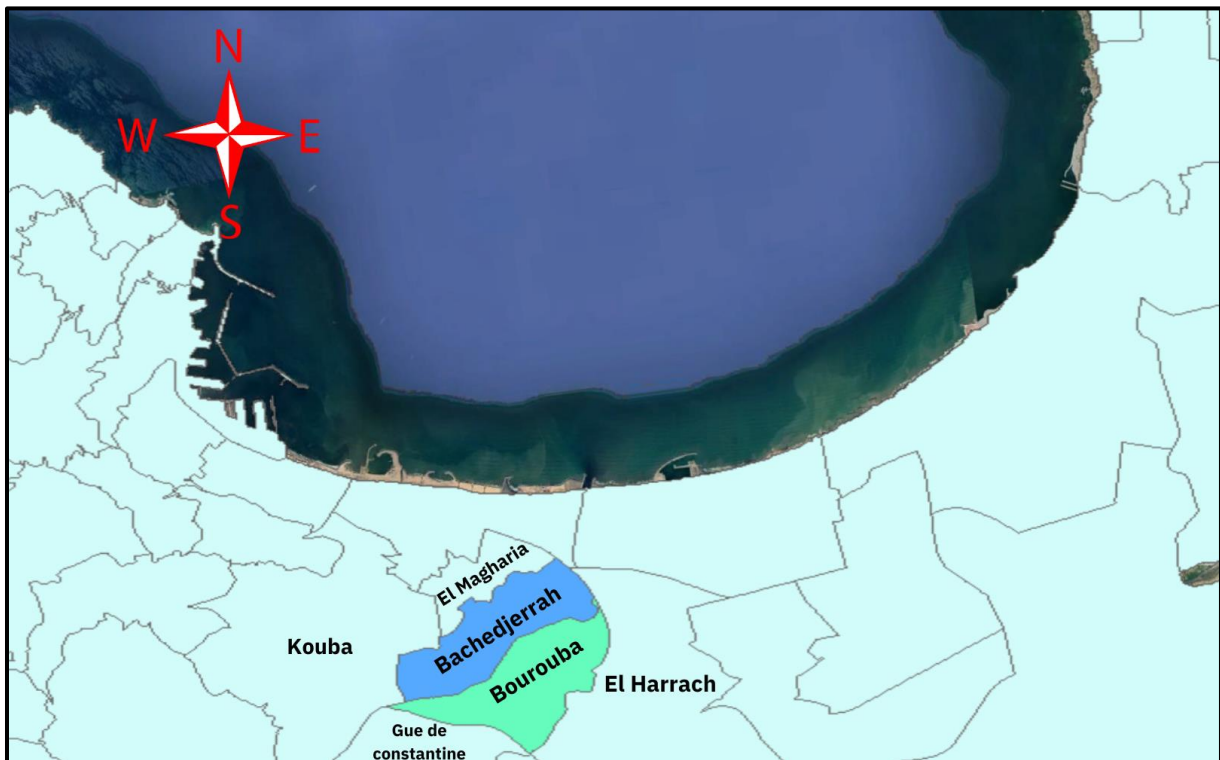 N
W E
S
El Magharia
Bachedjerrah
Kouba
Bourouba
El Harrach
Gue de
constantine